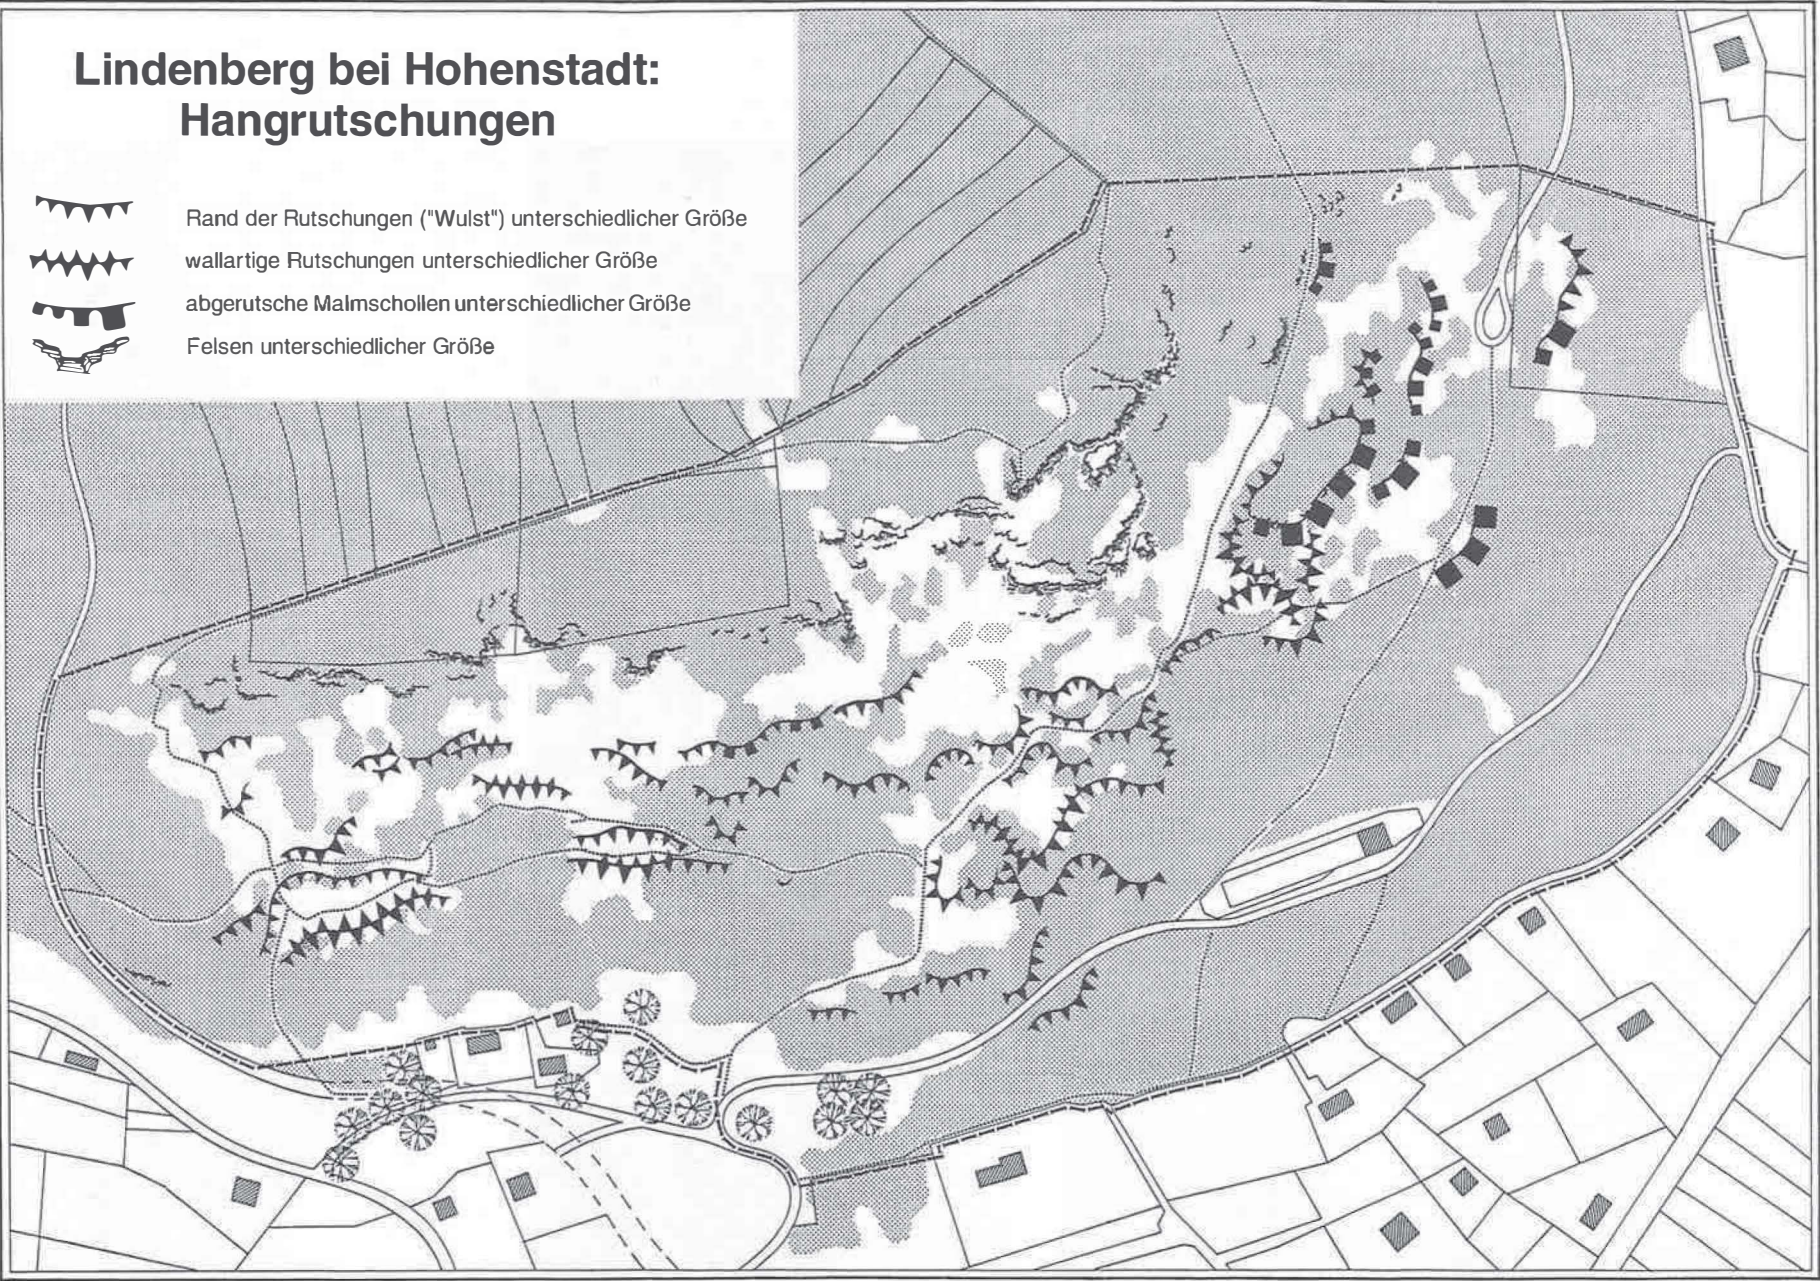 Lindenberg bei Hohenstadt:
Hangrutschungen
Rand der Rutschungen ("Wulst") unterschiedlicher Größe
wallartige Rutschungen unterschiedlicher Größe
abgerutsche Malmschollen unterschiedlicher Größe
Felsen unterschiedlicher Größe